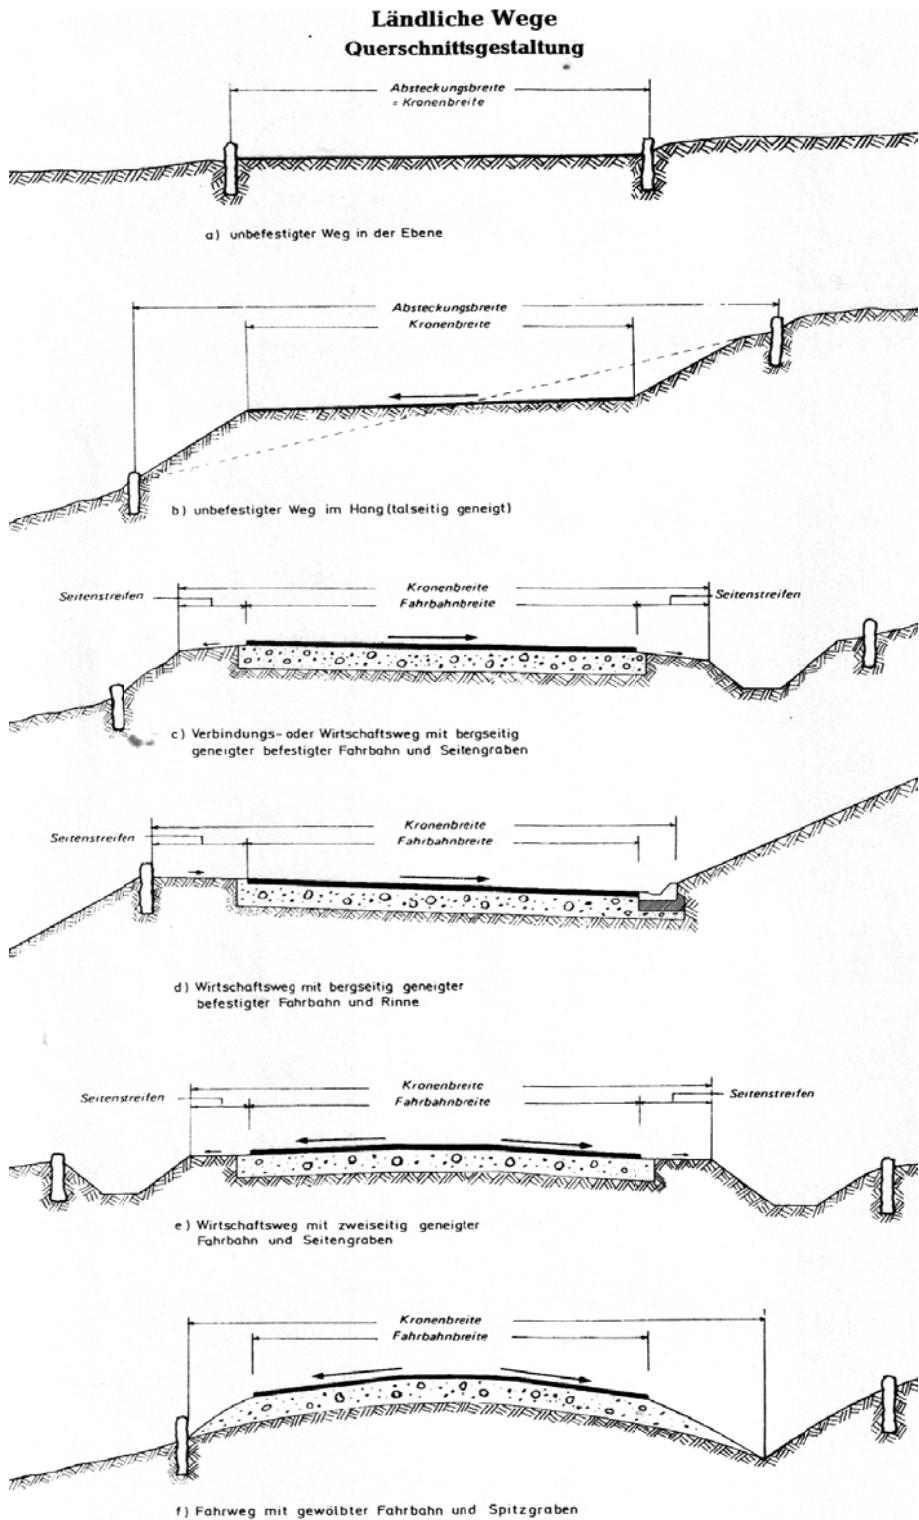 Ländliche Wege
Querschnittsgestaltung
Absteckungsbreite
= Kronenbreite
a) unbefestigter Weg in der Ebene
Absteckungsbreite
Kronenbreite
b) unbefestigter Weg im Hang (talseitig geneigt)
Kronenbreite
Seitenstreifen Fahrbahnbreite Seitenstreifen
c) Verbindungs- oder Wirtschaftsweg mit bergseitig
geneigter befestigter Fahrbahn und Seitengraben
Kronenbreite
Seitenstreifen Fahrbahnbreite
d) Wirtschaftsweg mit bergseitig geneigter
befestigter Fahrbahn und Rinne
Kronenbreite
Seitenstreifen Fahrbahnbreite Seitenstreifen
e) Wirtschaftsweg mit zweiseitig geneigter
Fahrbahn und Seitengraben
Kronenbreite
Fahrbahnbreite
f) Fahrweg mit gewölbter Fahrbahn und Spitzgraben